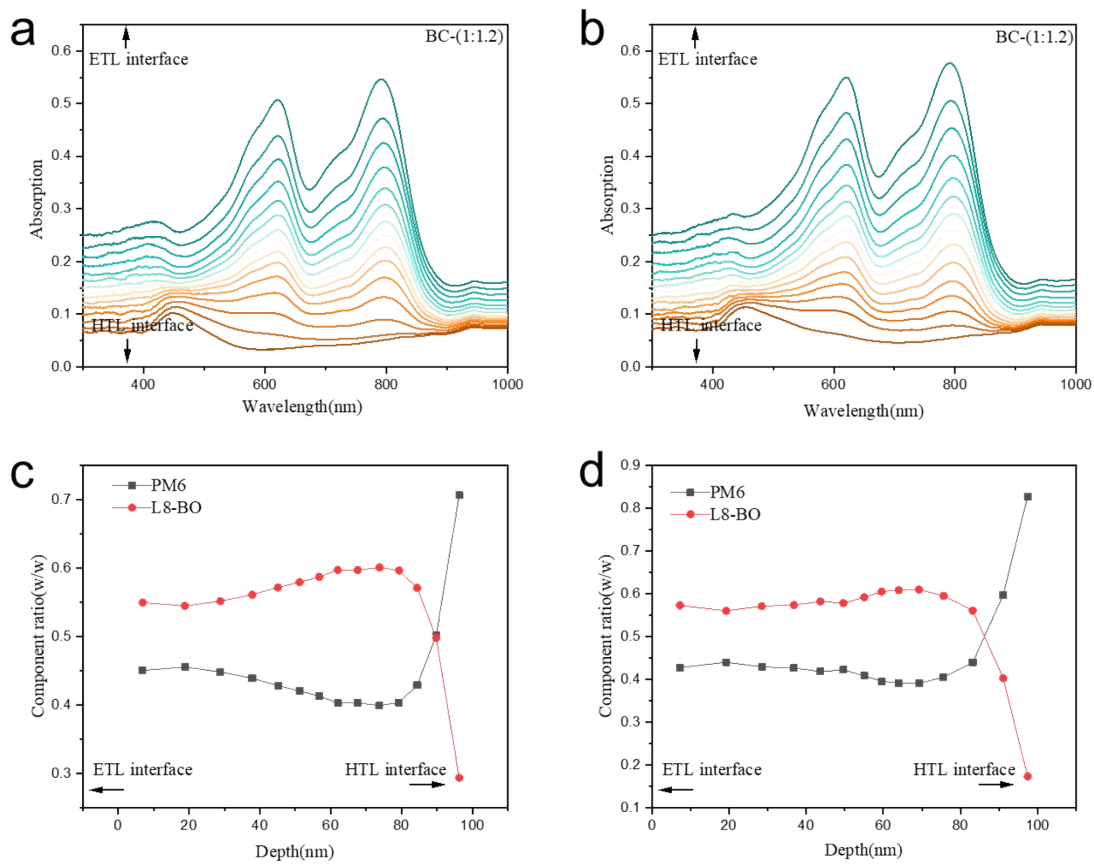 a
BC-(1:1.2)
ETL interface
HTL interface
Absorption
0.6
0.5
0.4
0.3
0.2
0.1
0.0
400
600
800
1000
Wavelength(nm)
b
BC-(1:1.2)
ETL interface
HTL interface
Absorption
0.6
0.5
0.4
0.3
0.2
0.1
0.0
400
600
800
1000
Wavelength(nm)
c
PM6
L8-BO
Component ratio(w/w)
0.7
0.6
0.5
0.4
0.3
ETL interface
HTL interface
0
20
40
60
80
100
Depth(nm)
d
PM6
L8-BO
Component ratio(w/w)
0.9
0.8
0.7
0.6
0.5
0.4
0.3
0.2
0.1
ETL interface
HTL interface
0
20
40
60
80
100
Depth(nm)